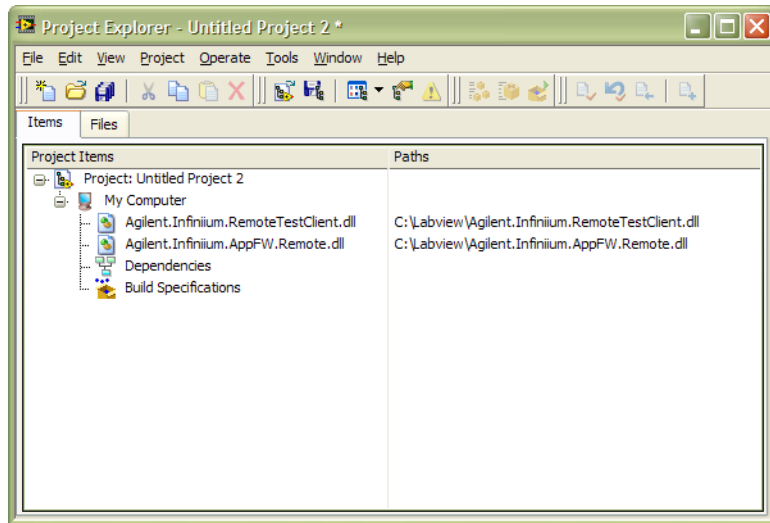 Project Explorer - Untitled Project 2 *
File Edit View Project Operate Tools Window Help
Items Files
Project Items Paths
Project: Untitled Project 2
My Computer
Agilent.Infiniium.RemoteTestClient.dll C:\Labview\Agilent.Infiniium.RemoteTestClient.dll
Agilent.Infiniium.AppFW.Remote.dll C:\Labview\Agilent.Infiniium.AppFW.Remote.dll
Dependencies
Build Specifications